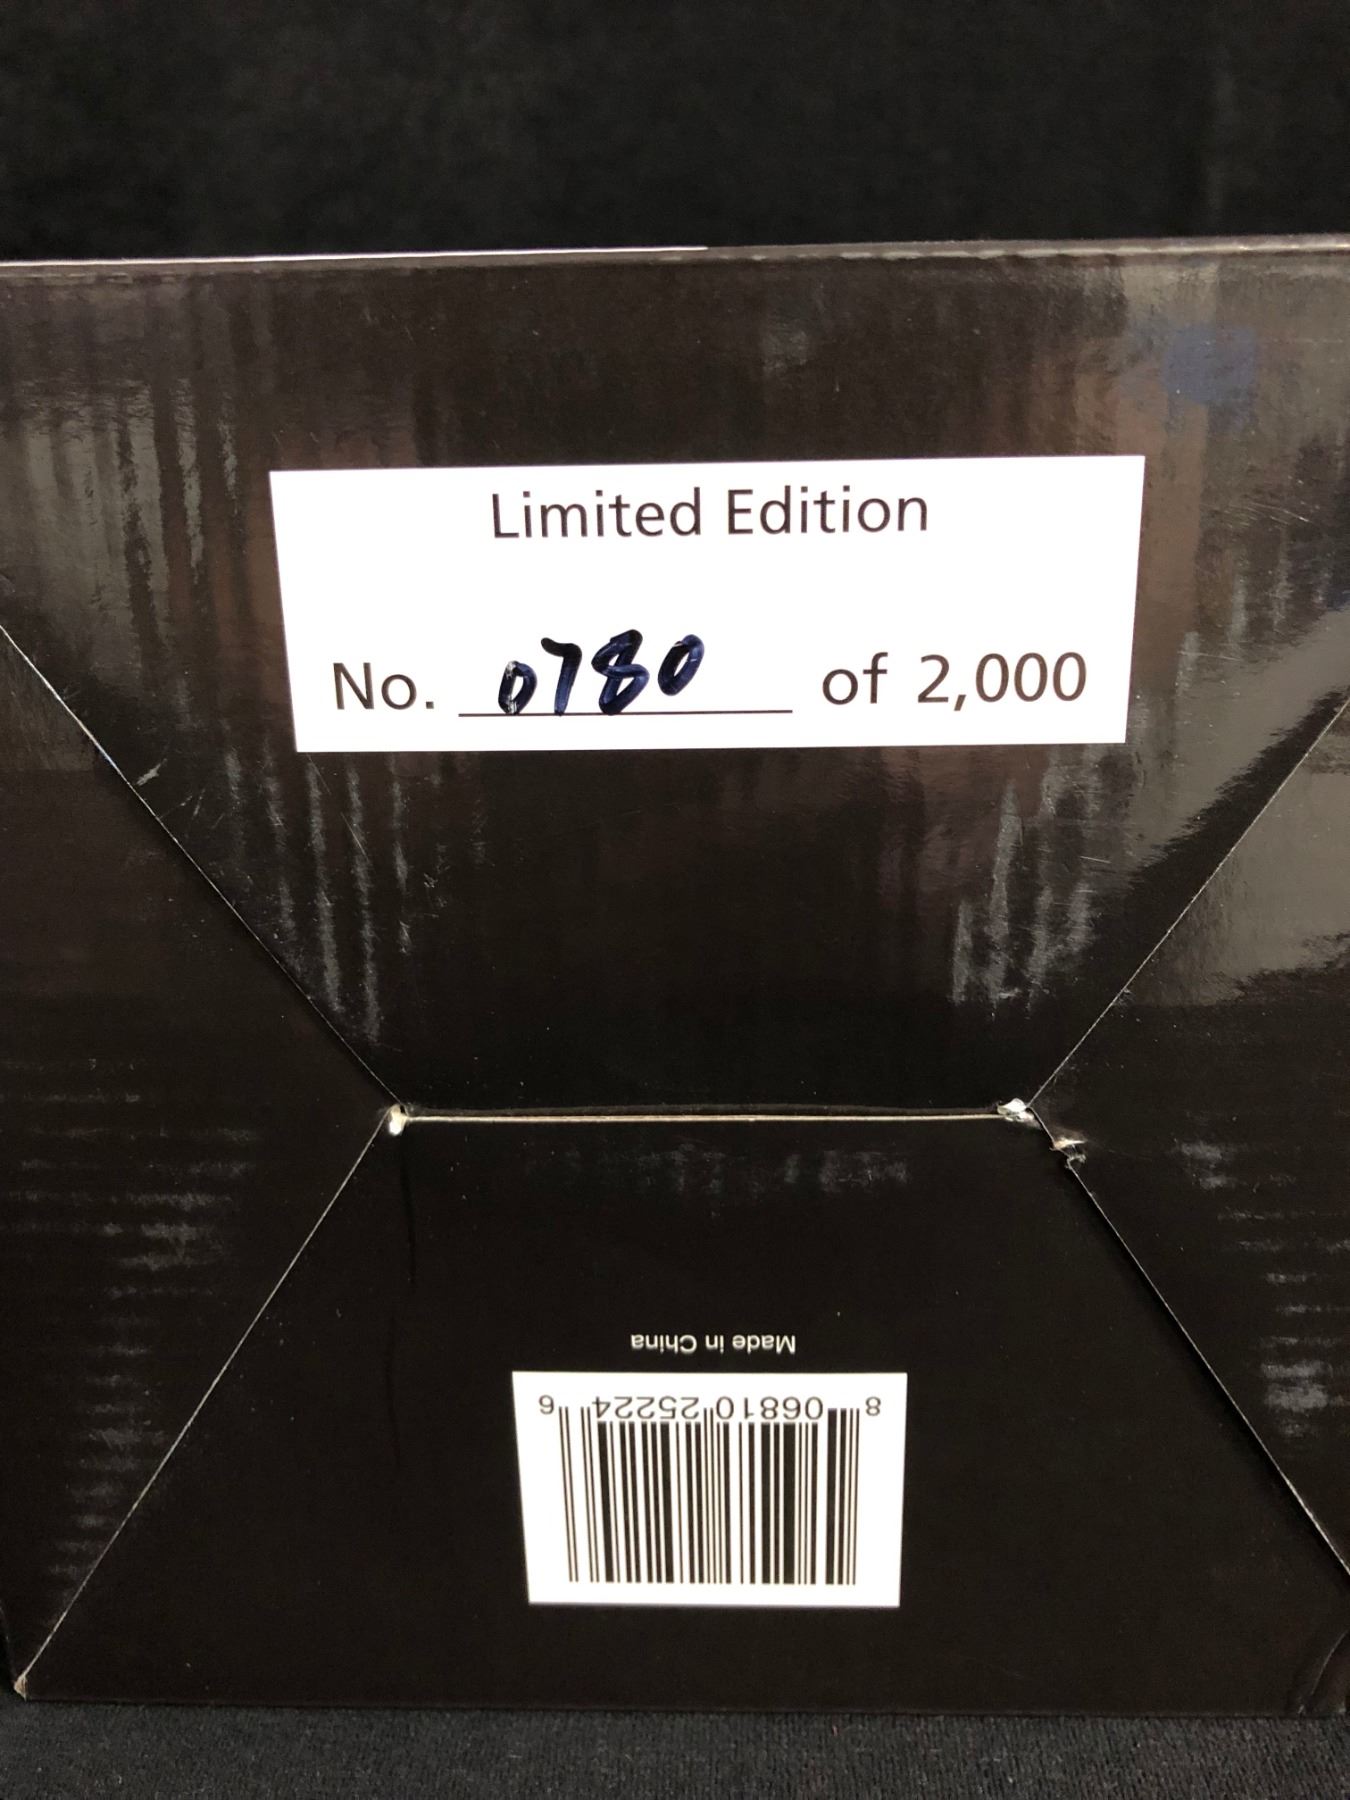 Limited Edition
No. 0780 of 2,000
Made in China
8 06810 25224 6